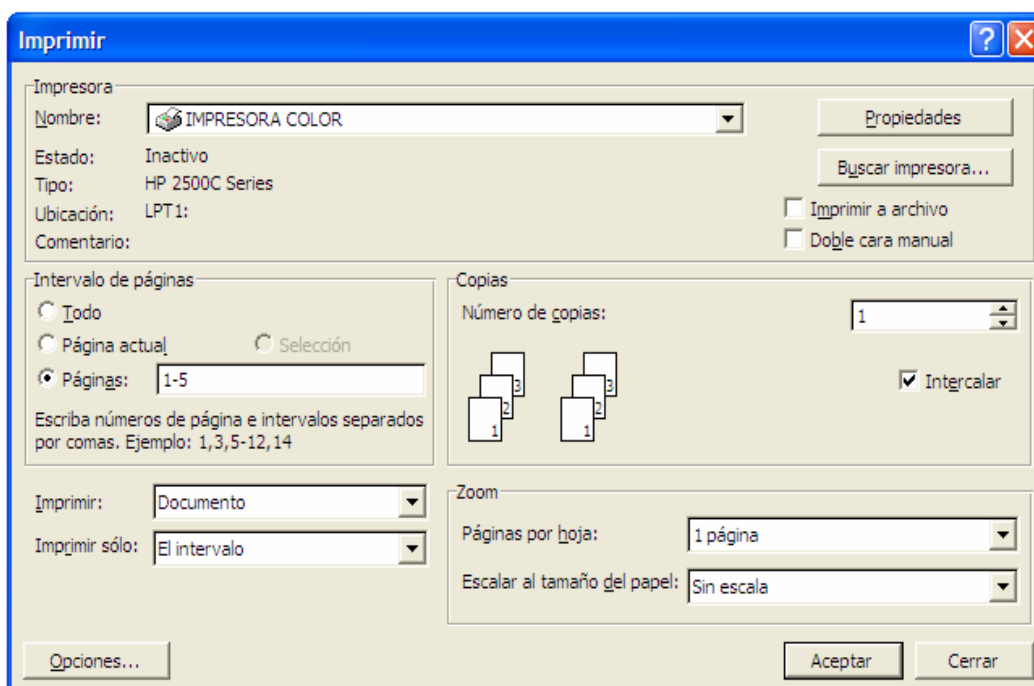 Imprimir
Impresora
Nombre: IMPRESORA COLOR Propiedades
Estado: Inactivo
Buscar impresora...
Tipo: HP 2500C Series
Ubicación: LPT1: Imprimir a archivo
Comentario: Doble cara manual
Intervalo de páginas Copias
Todo Número de copias: 1
Página actual Selección
Páginas: 1-5 Intercalar
Escriba números de página e intervalos separados
por comas. Ejemplo: 1,3,5-12,14
3 3
2 2
1 1
Imprimir: Documento Zoom
Imprimir sólo: El intervalo Páginas por hoja: 1 página
Escalar al tamaño del papel: Sin escala
Opciones... Aceptar Cerrar